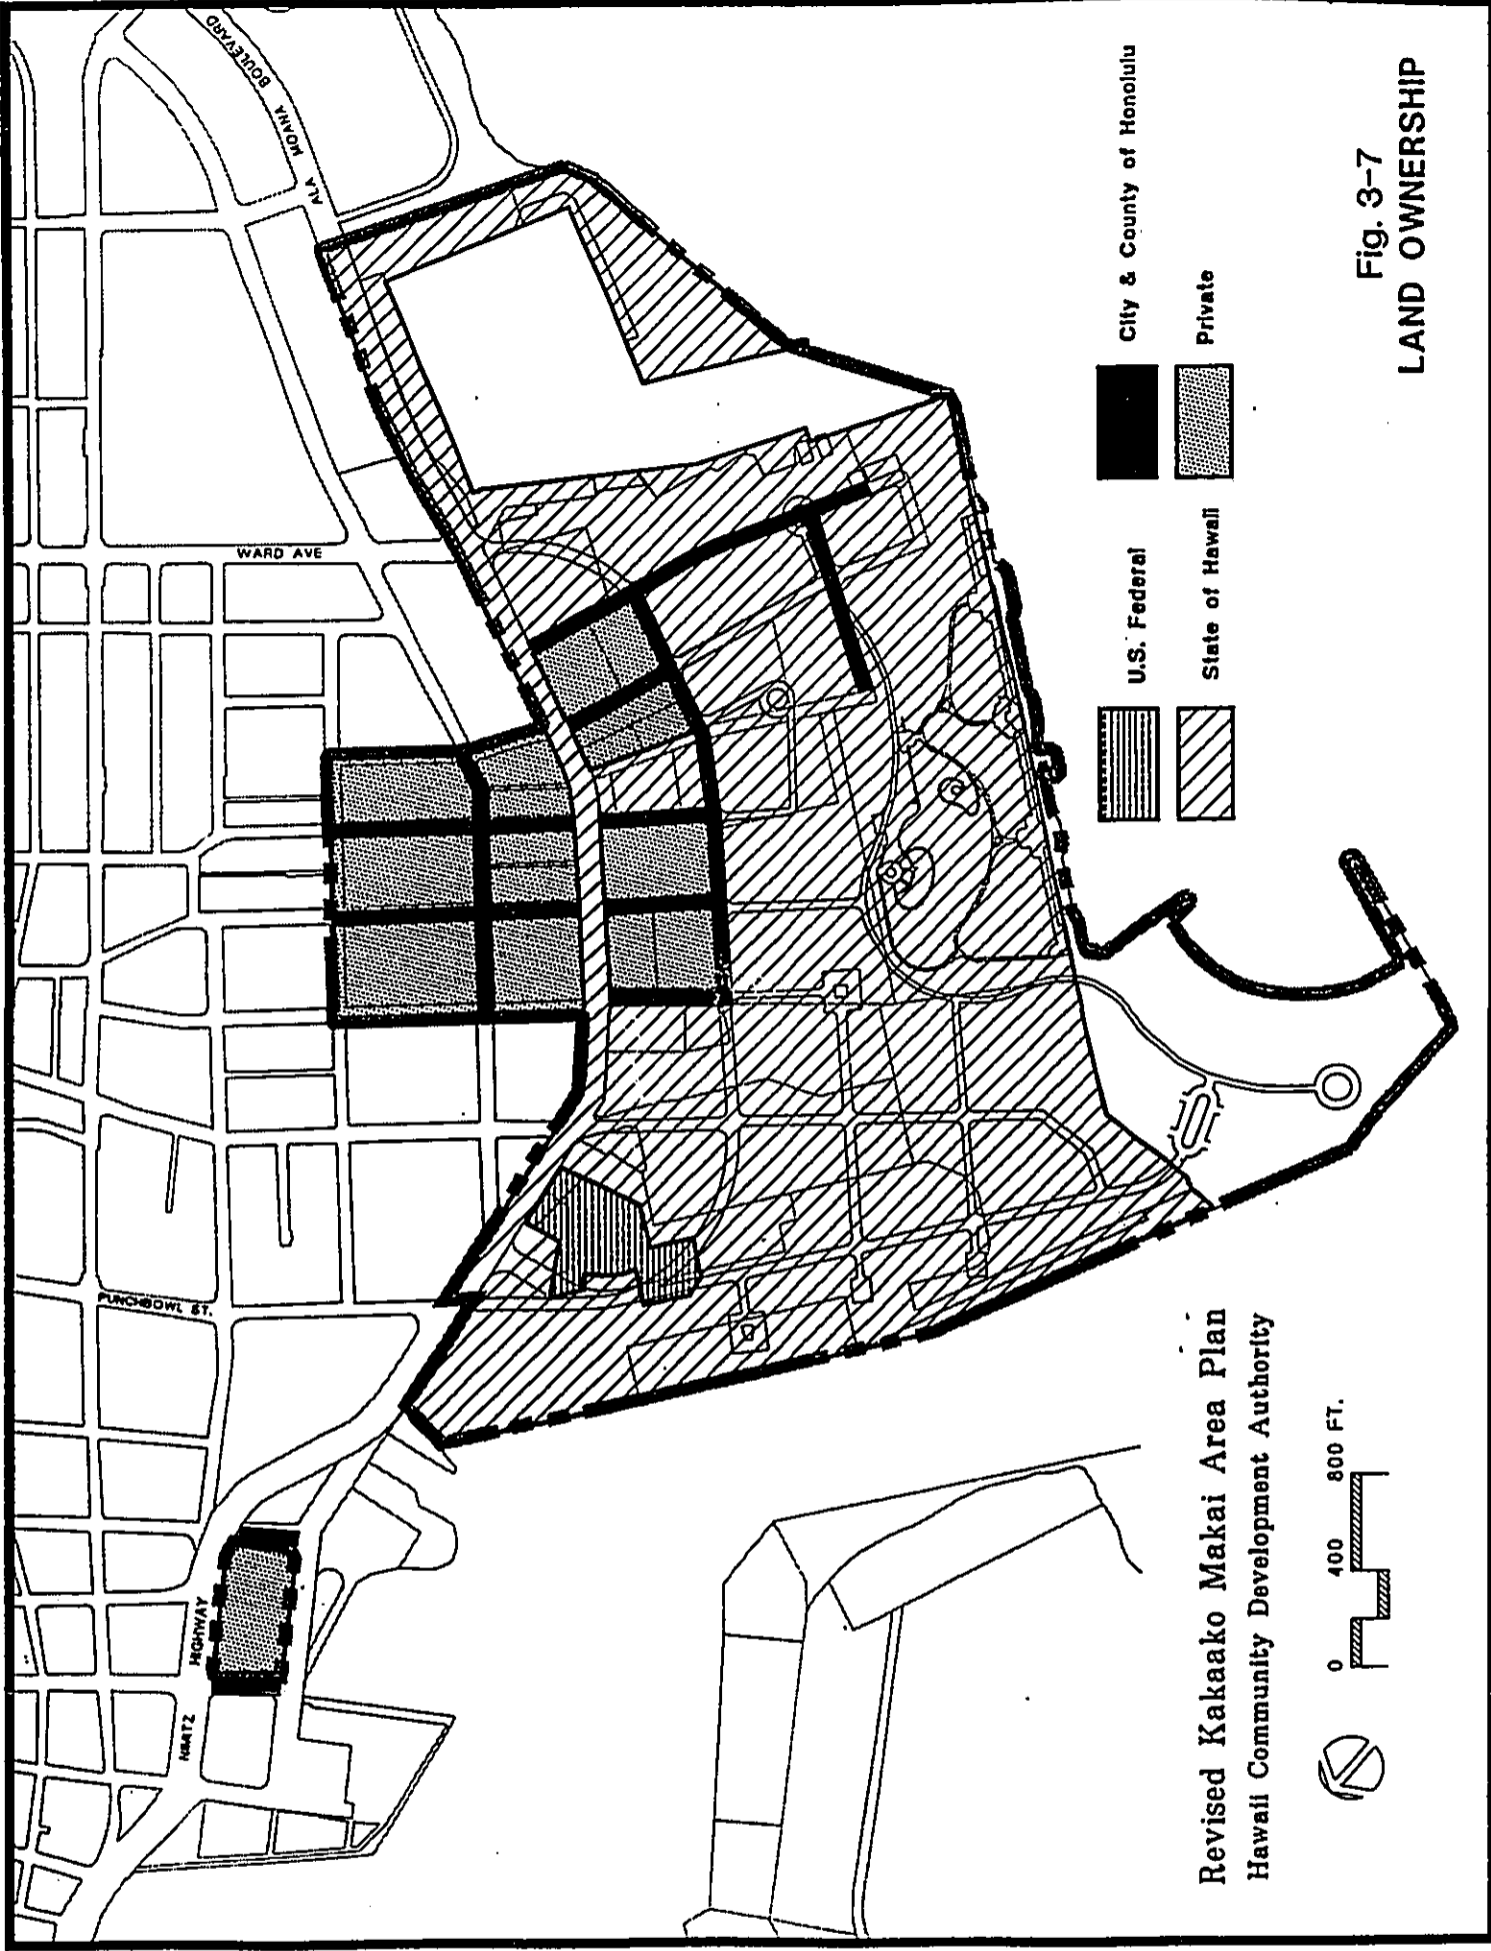 ALA MOANA BOULEVARD
WARD AVE
PUNCHBOWL ST.
NIMITZ HIGHWAY
U.S. Federal
City & County of Honolulu
State of Hawaii
Private
Revised Kakaako Makai Area Plan
Hawaii Community Development Authority
0 400 800 FT.
Fig. 3-7
LAND OWNERSHIP